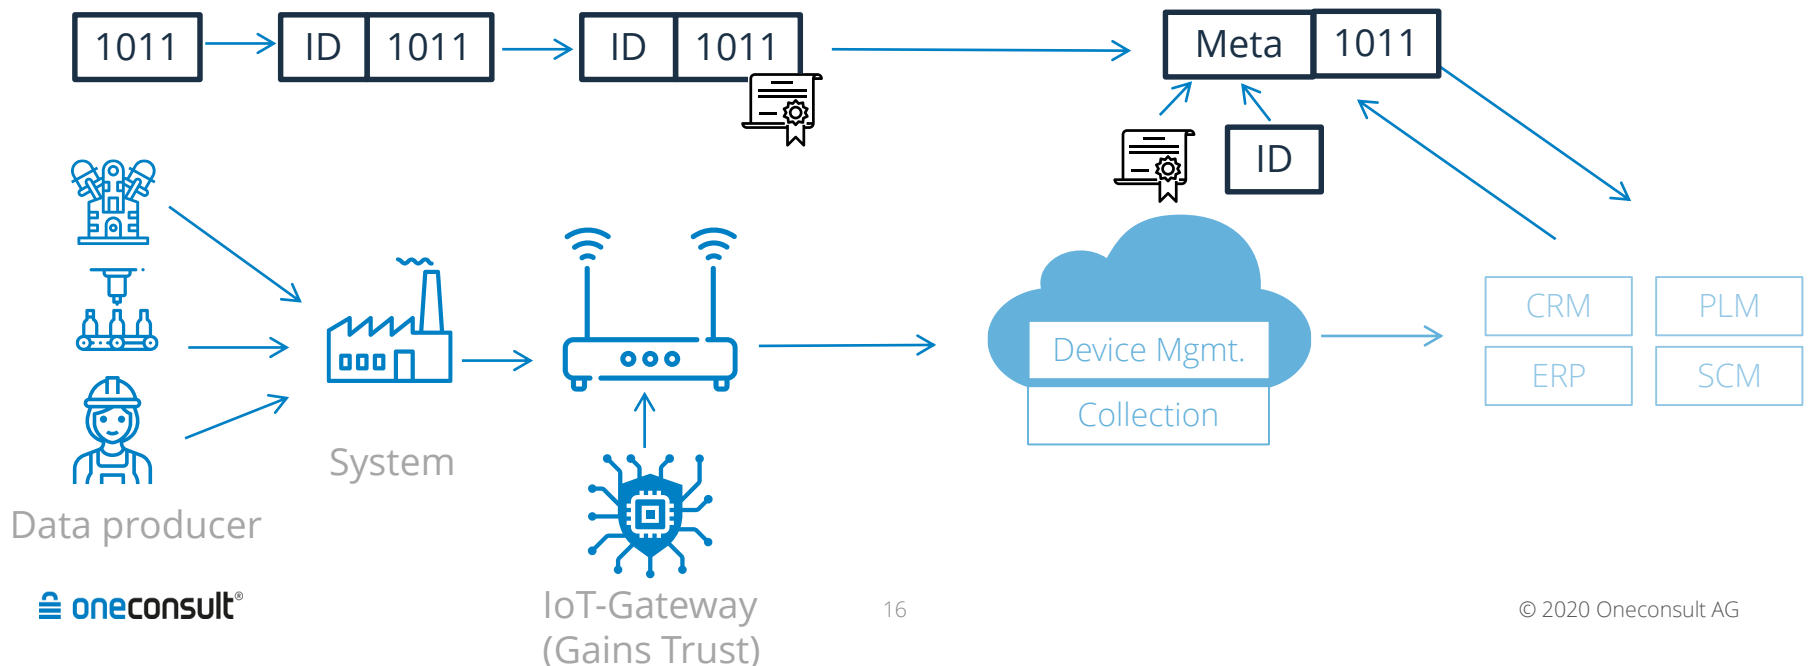 1011
ID 1011
ID 1011
Meta 1011
ID
CRM
PLM
Device Mgmt.
ERP
SCM
Collection
System
Data producer
oneconsult®
IoT-Gateway
(Gains Trust)
16
© 2020 Oneconsult AG